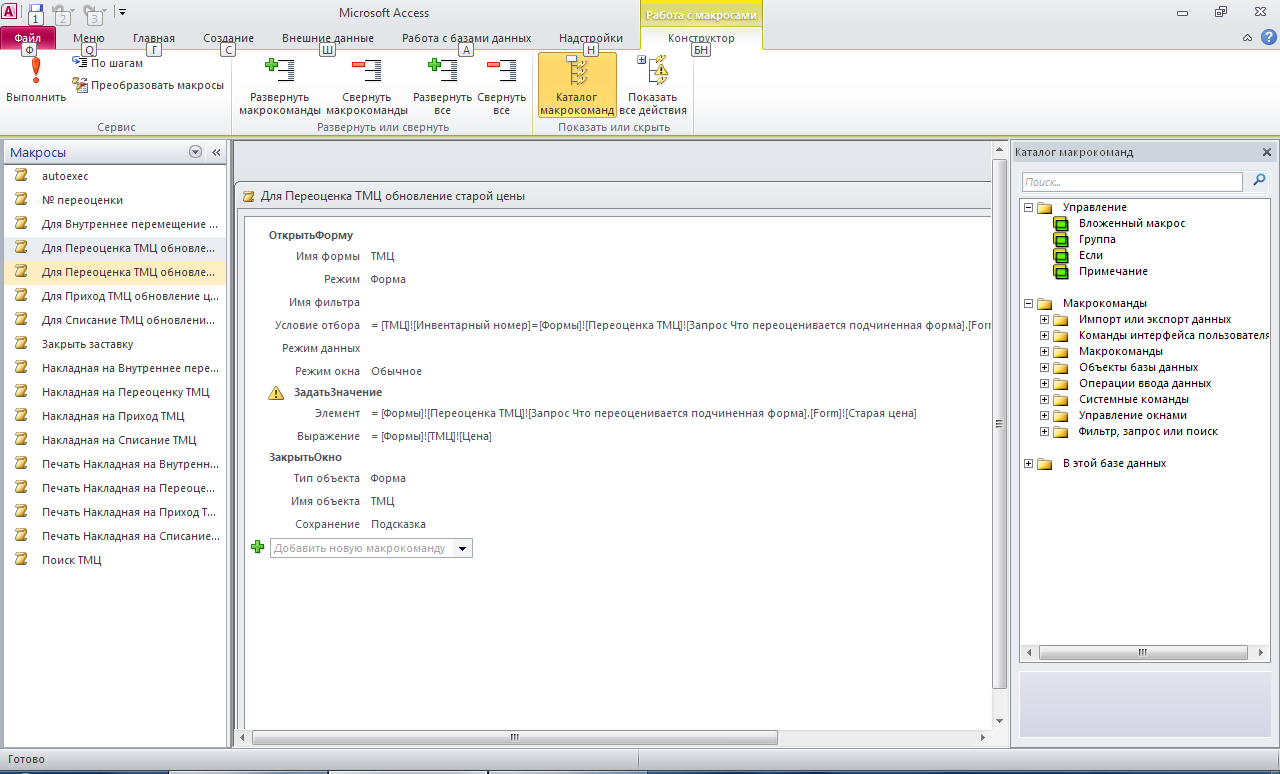 Microsoft Access
Работа с макросами
1
2
3
Файл
Меню
Главная
Создание
Внешние данные
Работа с базами данных
Надстройки
Конструктор
Ф
Q
Г
С
Ш
А
Н
БН
Выполнить
По шагам
Преобразовать макросы
Сервис
Развернуть макрокоманды
Свернуть макрокоманды
Развернуть все
Свернуть все
Развернуть или свернуть
Каталог макрокоманд
Показать все действия
Показать или скрыть
Макросы
autoexec
№ переоценки
Для Внутреннее перемещение ...
Для Переоценка ТМЦ обновле...
Для Переоценка ТМЦ обновле...
Для Приход ТМЦ обновление ц...
Для Списание ТМЦ обновлени...
Закрыть заставку
Накладная на Внутреннее пере...
Накладная на Переоценку ТМЦ
Накладная на Приход ТМЦ
Накладная на Списание ТМЦ
Печать Накладная на Внутренн...
Печать Накладная на Переоце...
Печать Накладная на Приход Т...
Печать Накладная на Списание...
Поиск ТМЦ
Для Переоценка ТМЦ обновление старой цены
ОткрытьФорму
Имя формы ТМЦ
Режим Форма
Имя фильтра
Условие отбора = [ТМЦ]![Инвентарный номер]=[Формы]![Переоценка ТМЦ]![Запрос Что переоценивается подчиненная форма].[Forr
Режим данных
Режим окна Обычное
ЗадатьЗначение
Элемент = [Формы]![Переоценка ТМЦ]![Запрос Что переоценивается подчиненная форма].[Form]![Старая цена]
Выражение = [Формы]![ТМЦ]![Цена]
ЗакрытьОкно
Тип объекта Форма
Имя объекта ТМЦ
Сохранение Подсказка
Добавить новую макрокоманду
Каталог макрокоманд
Поиск...
Управление
Вложенный макрос
Группа
Если
Примечание
Макрокоманды
Импорт или экспорт данных
Команды интерфейса пользователя
Макрокоманды
Объекты базы данных
Операции ввода данных
Системные команды
Управление окнами
Фильтр, запрос или поиск
В этой базе данных
Готово